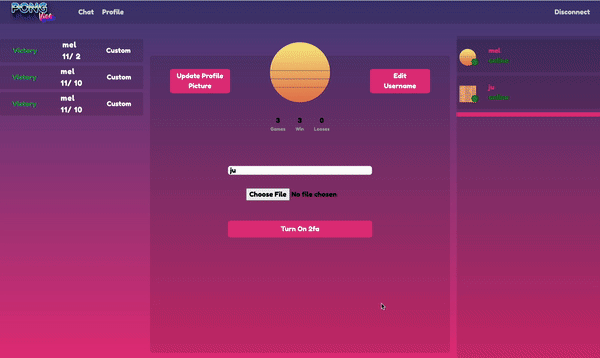 PONG
Vice
Chat Profile Disconnect
Victory mel Custom
11/ 2
Victory mel Custom
11/ 10
Victory mel Custom
11/ 10
Update Profile
Picture
Edit
Username
3 3 0
Games Win Losses
ju
Choose File No file chosen
Turn On 2fa
mel
online
ju
online